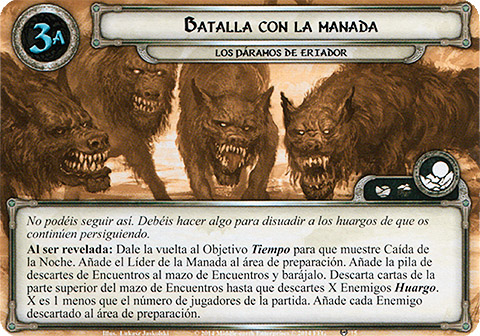 3A
BATALLA CON LA MANADA
LOS PÁRAMOS DE ERIADOR
No podéis seguir así. Debéis hacer algo para disuadir a los huargos de que os
continúen persiguiendo.
Al ser revelada: Dale la vuelta al Objetivo Tiempo para que muestre Caída de
la Noche. Añade el Líder de la Manada al área de preparación. Añade la pila de
descartes de Encuentros al mazo de Encuentros y barájalo. Descarta cartas de la
parte superior del mazo de Encuentros hasta que descartes X Enemigos Huargo.
X es 1 menos que el número de jugadores de la partida. Añade cada Enemigo
descartado al área de preparación.